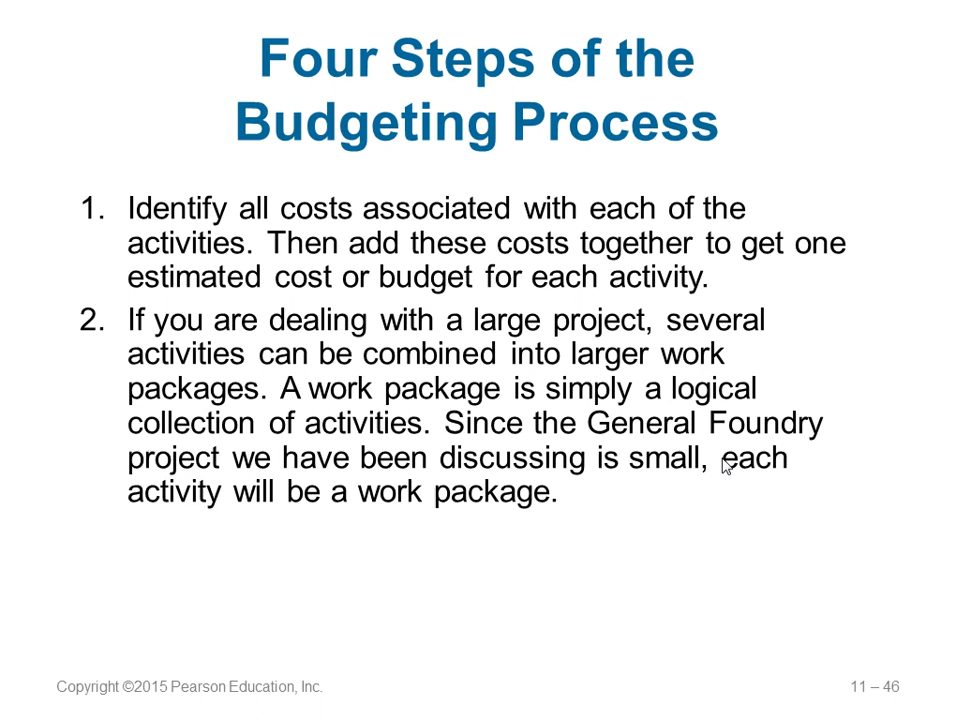 Four Steps of the
Budgeting Process
1. Identify all costs associated with each of the
activities. Then add these costs together to get one
estimated cost or budget for each activity.
2. If you are dealing with a large project, several
activities can be combined into larger work
packages. A work package is simply a logical
collection of activities. Since the General Foundry
project we have been discussing is small, each
activity will be a work package.
Copyright ©2015 Pearson Education, Inc.
11 – 46